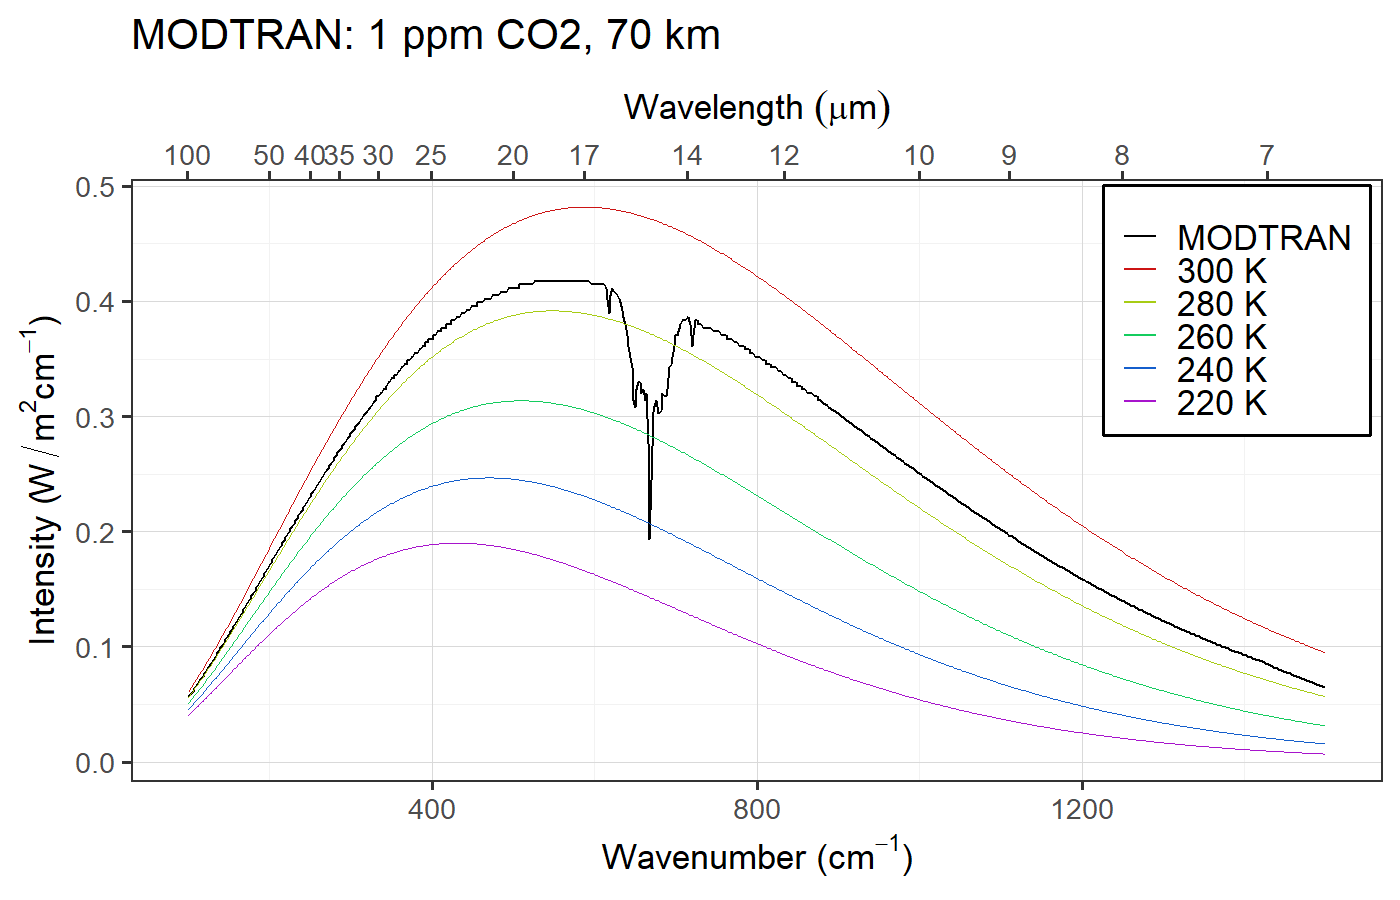 MODTRAN: 1 ppm CO2, 70 km
Wavelength (μm)
100 50 40 35 30 25 20 17 14 12 10 9 8 7
0.5
0.4
0.3
0.2
0.1
0.0
Intensity (W / m²cm⁻¹)
MODTRAN
300 K
280 K
260 K
240 K
220 K
400 800 1200
Wavenumber (cm⁻¹)